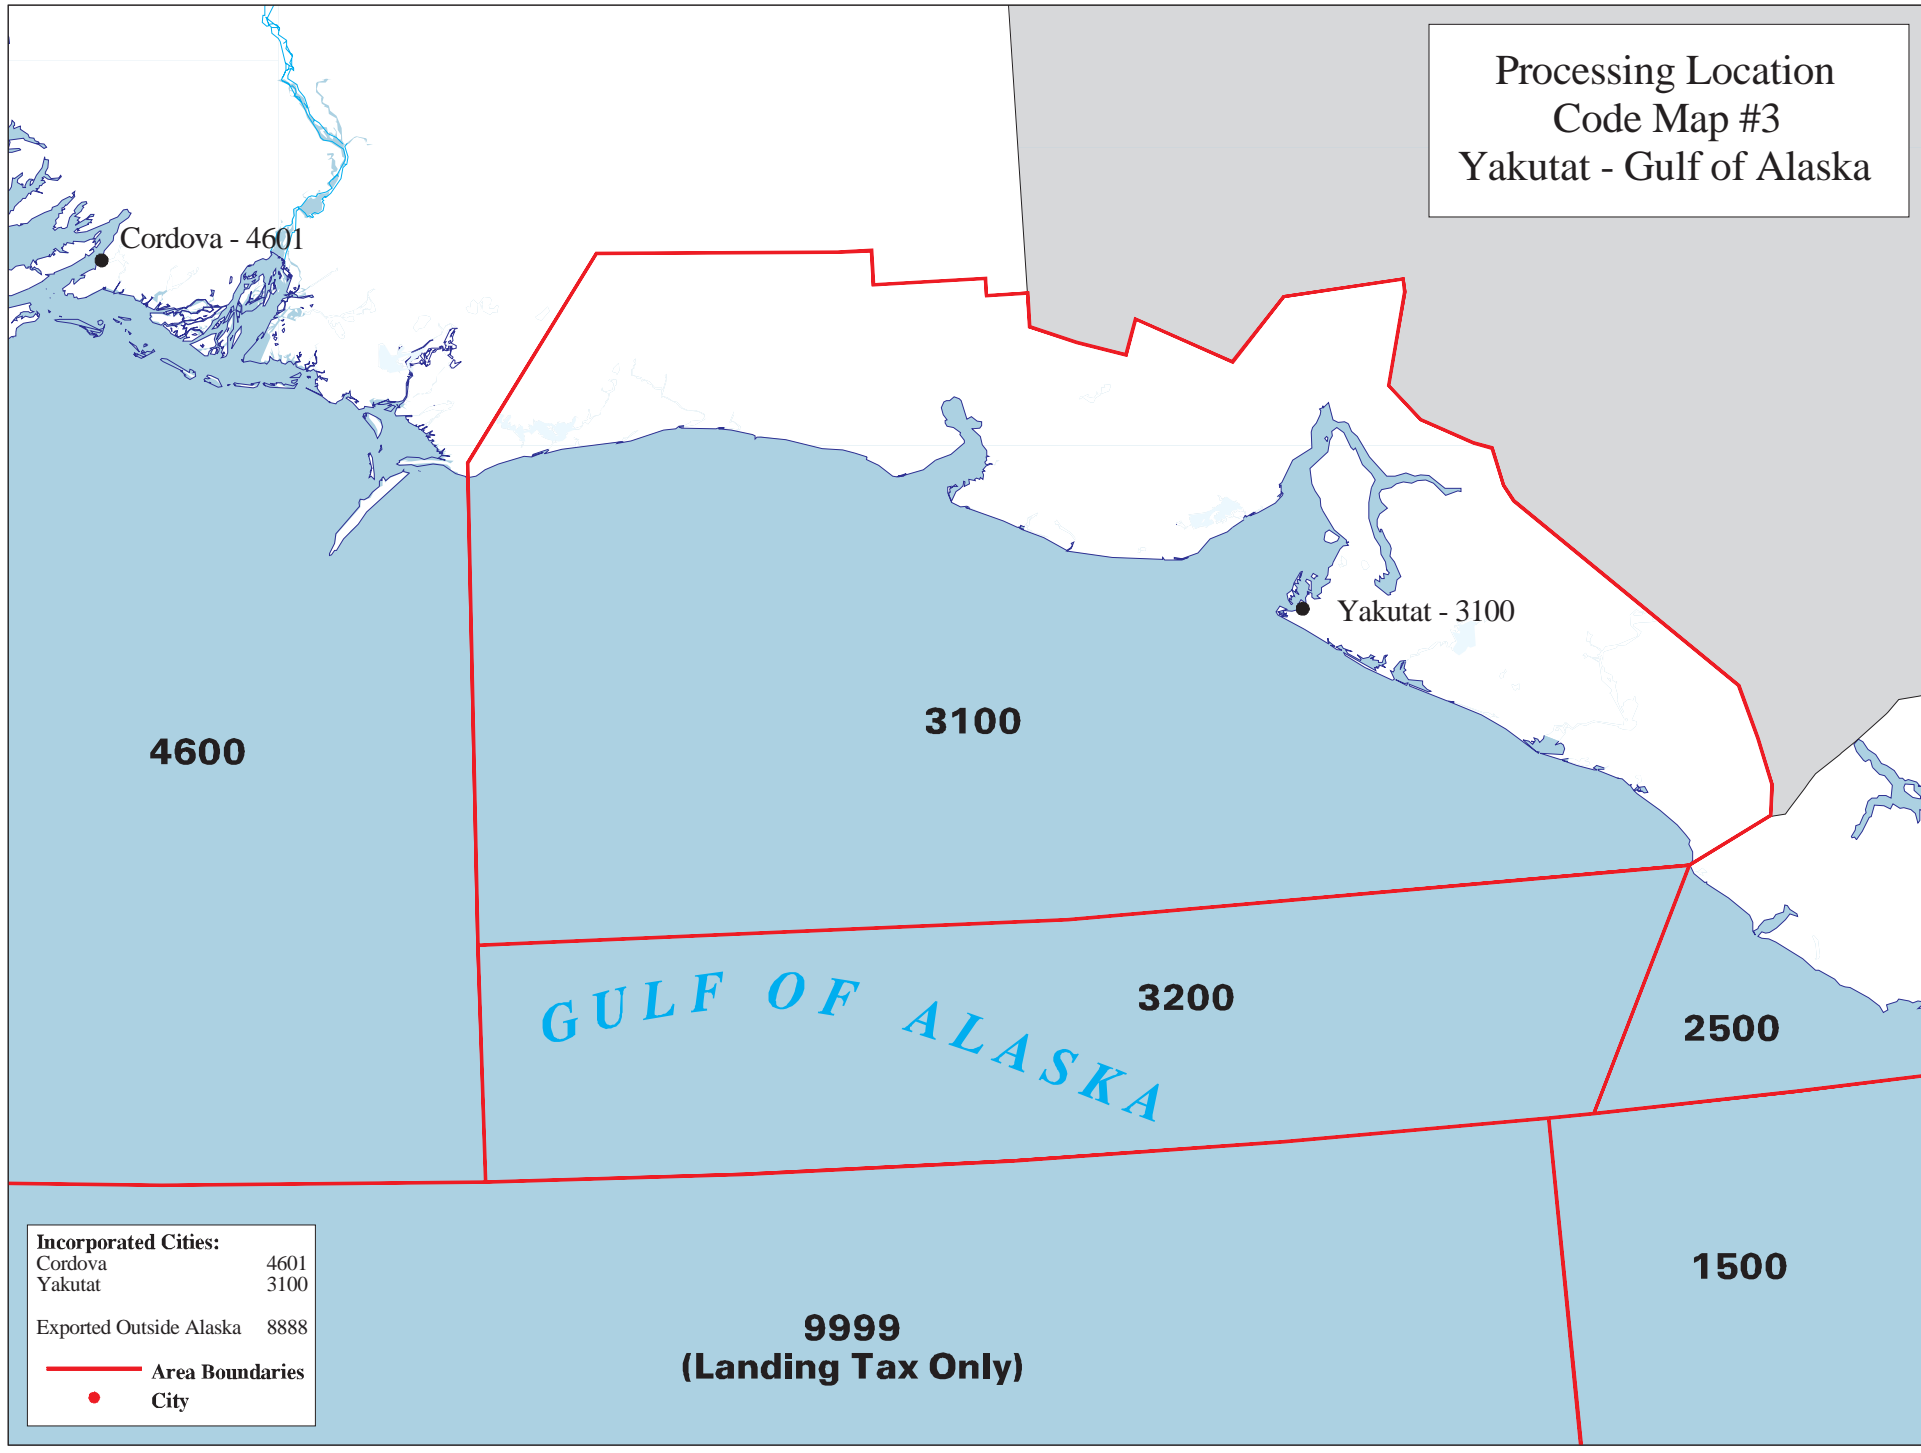 Processing Location
Code Map #3
Yakutat - Gulf of Alaska
Cordova - 4601
Yakutat - 3100
3100
4600
GULF OF ALASKA
3200
2500
1500
9999
(Landing Tax Only)
Incorporated Cities:
Cordova 4601
Yakutat 3100
Exported Outside Alaska 8888
Area Boundaries
City